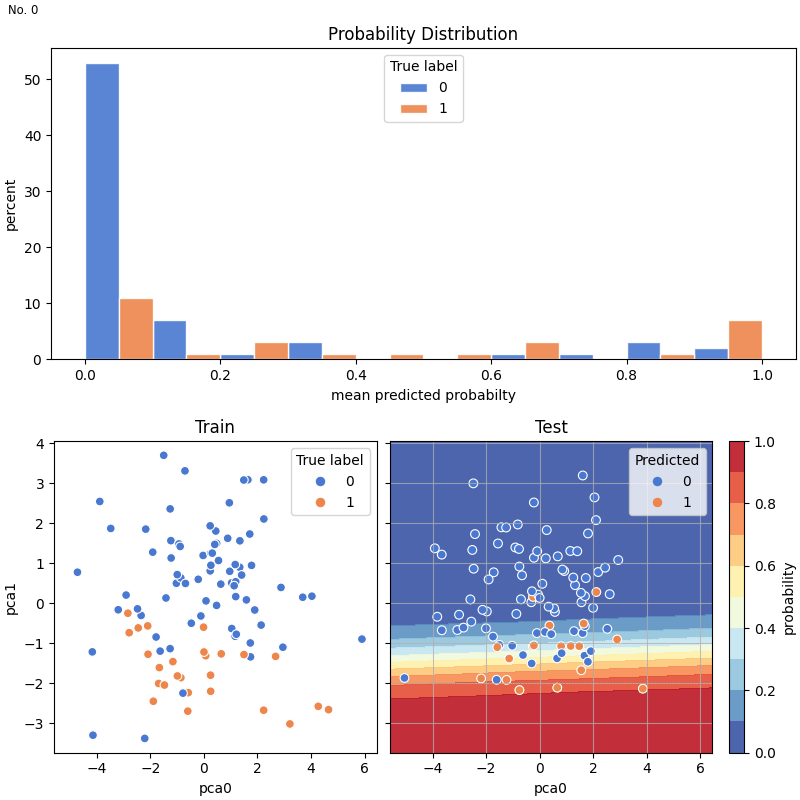 No. 0
Probability Distribution
True label
0
1
percent
50
40
30
20
10
0
0.0 0.2 0.4 0.6 0.8 1.0
mean predicted probabilty
Train
True label
0
1
pca1
4
3
2
1
0
−1
−2
−3
−4 −2 0 2 4 6
pca0
Test
Predicted
0
1
−4 −2 0 2 4 6
pca0
1.0
0.8
0.6
0.4
0.2
0.0
probability